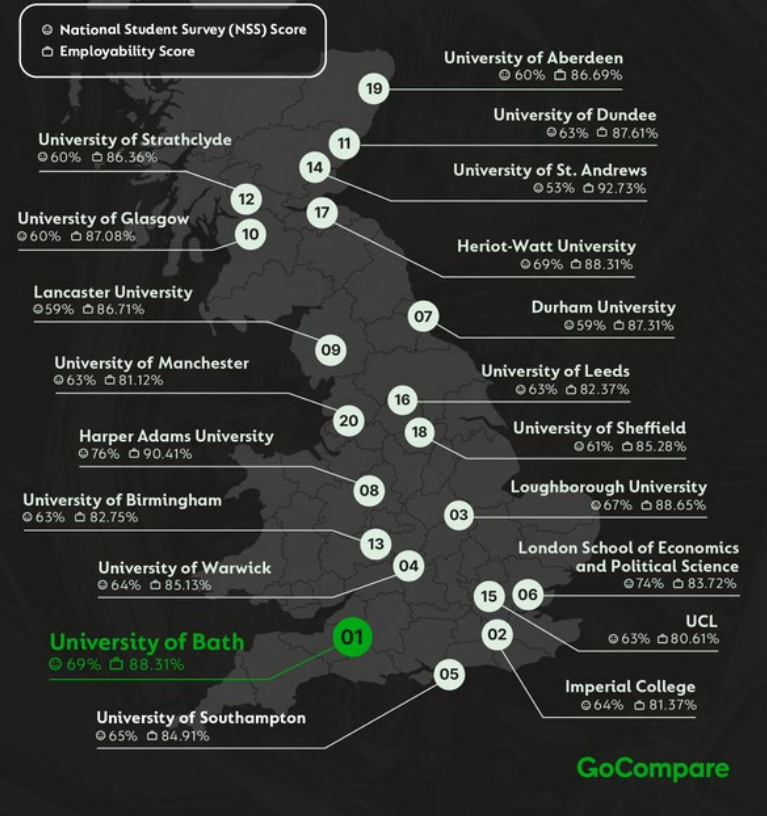 National Student Survey (NSS) Score
Employability Score
University of Aberdeen
60% 86.69%
19
University of Dundee
63% 87.61%
11
University of Strathclyde
60% 86.36%
14
University of St. Andrews
53% 92.73%
12
17
University of Glasgow
60% 87.08%
10
Heriot-Watt University
69% 88.31%
Lancaster University
59% 86.71%
Durham University
59% 87.31%
07
09
University of Manchester
63% 81.12%
University of Leeds
63% 82.37%
16
20
University of Sheffield
61% 85.28%
18
Harper Adams University
76% 90.41%
08
Loughborough University
67% 88.65%
03
University of Birmingham
63% 82.75%
13
London School of Economics
and Political Science
74% 83.72%
University of Warwick
64% 85.13%
04
15
06
UCL
63% 80.61%
University of Bath
69% 88.31%
01
02
05
Imperial College
64% 81.37%
University of Southampton
65% 84.91%
GoCompare